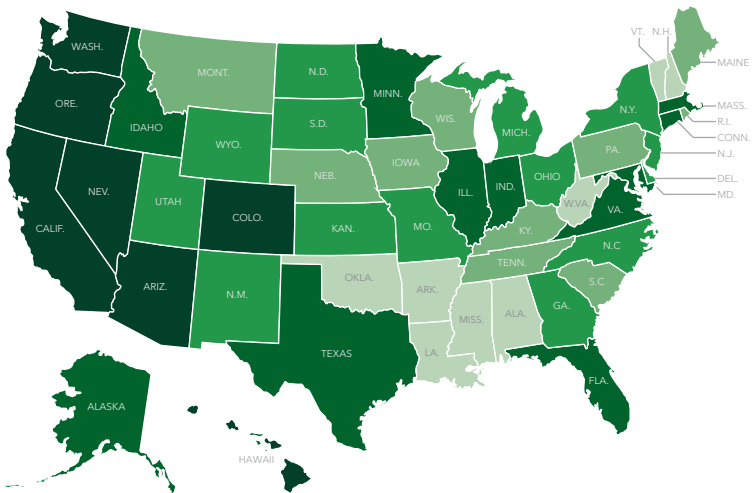 VT. N.H.
WASH.
MAINE
MONT.
N.D.
MINN.
ORE.
MASS.
N.Y.
WIS.
R.I.
S.D.
IDAHO
MICH.
CONN.
WYO.
PA.
N.J.
IOWA
NEB.
OHIO
DEL.
NEV.
ILL.
IND.
MD.
UTAH
W.VA.
VA.
COLO.
CALIF.
KAN.
MO.
KY.
N.C
TENN.
OKLA.
S.C
ARIZ.
ARK.
N.M.
GA.
MISS.
ALA.
TEXAS
LA.
FLA.
ALASKA
HAWAII